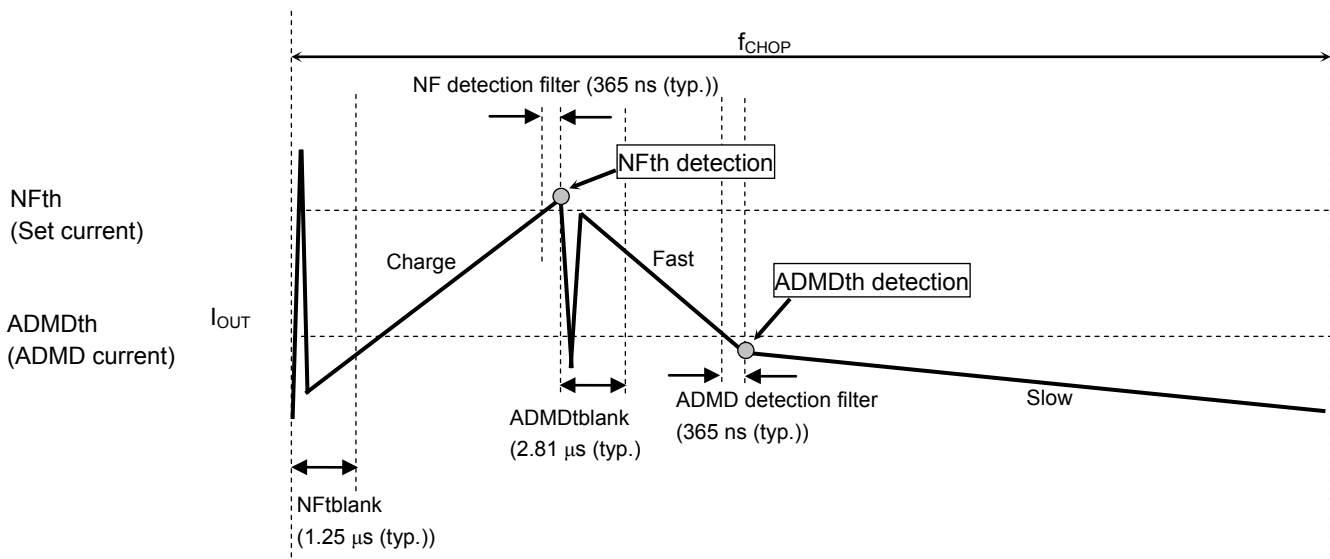 fCHOP
NF detection filter (365 ns (typ.))
NFth detection
NFth
(Set current)
Charge
Fast
ADMDth detection
ADMDth
(ADMD current)
IOUT
ADMDtblank
(2.81 μs (typ.)
ADMD detection filter
(365 ns (typ.))
Slow
NFtblank
(1.25 μs (typ.))